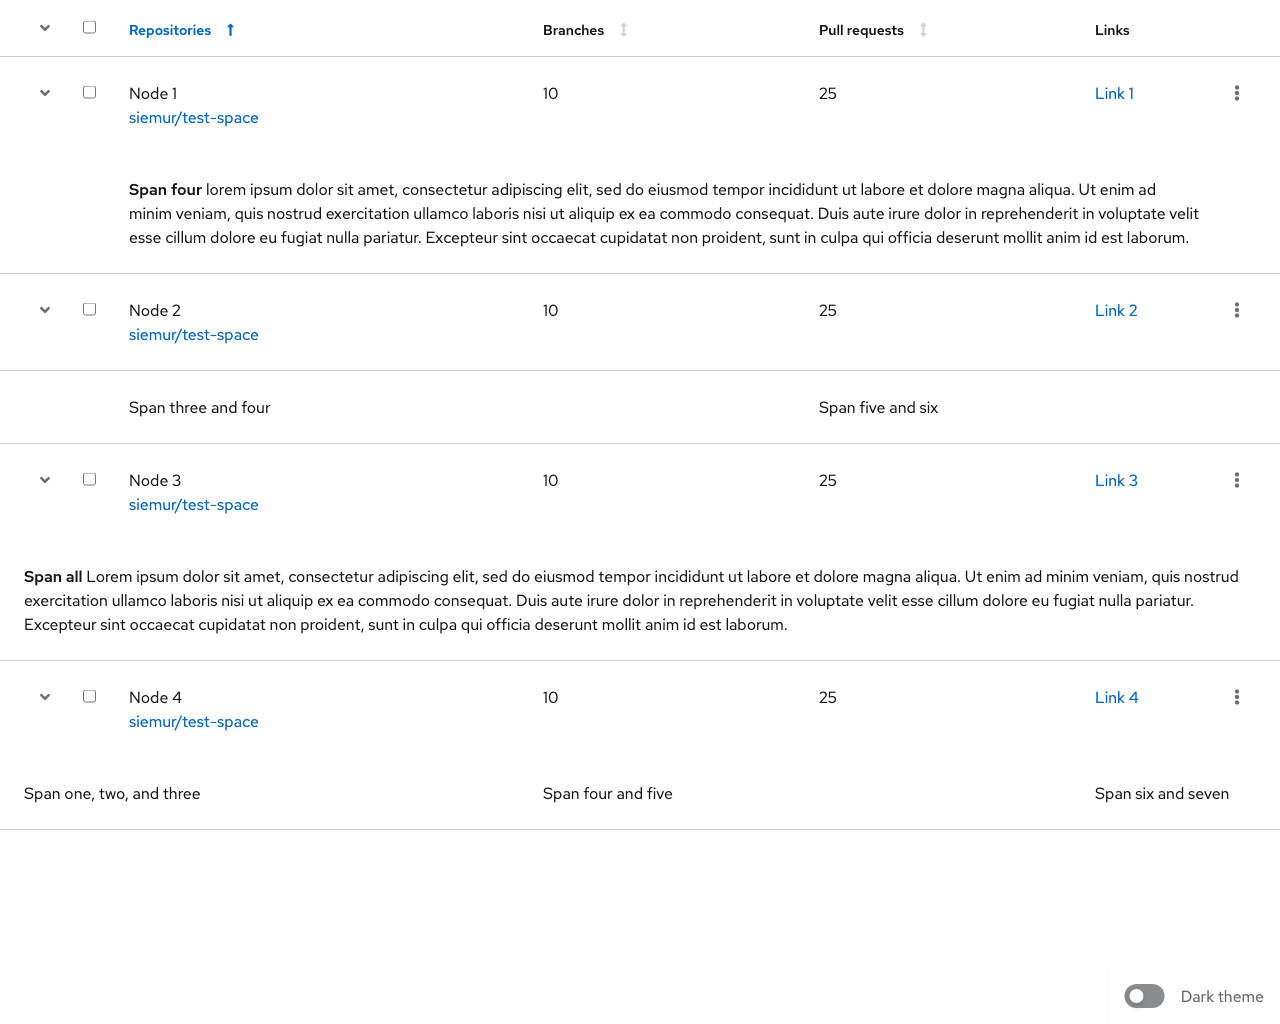 Repositories Branches Pull requests Links
Node 1 10 25 Link 1
siemur/test-space
Span four lorem ipsum dolor sit amet, consectetur adipiscing elit, sed do eiusmod tempor incididunt ut labore et dolore magna aliqua. Ut enim ad
minim veniam, quis nostrud exercitation ullamco laboris nisi ut aliquip ex ea commodo consequat. Duis aute irure dolor in reprehenderit in voluptate velit
esse cillum dolore eu fugiat nulla pariatur. Excepteur sint occaecat cupidatat non proident, sunt in culpa qui officia deserunt mollit anim id est laborum.
Node 2 10 25 Link 2
siemur/test-space
Span three and four Span five and six
Node 3 10 25 Link 3
siemur/test-space
Span all Lorem ipsum dolor sit amet, consectetur adipiscing elit, sed do eiusmod tempor incididunt ut labore et dolore magna aliqua. Ut enim ad minim veniam, quis nostrud
exercitation ullamco laboris nisi ut aliquip ex ea commodo consequat. Duis aute irure dolor in reprehenderit in voluptate velit esse cillum dolore eu fugiat nulla pariatur.
Excepteur sint occaecat cupidatat non proident, sunt in culpa qui officia deserunt mollit anim id est laborum.
Node 4 10 25 Link 4
siemur/test-space
Span one, two, and three Span four and five Span six and seven
Dark theme